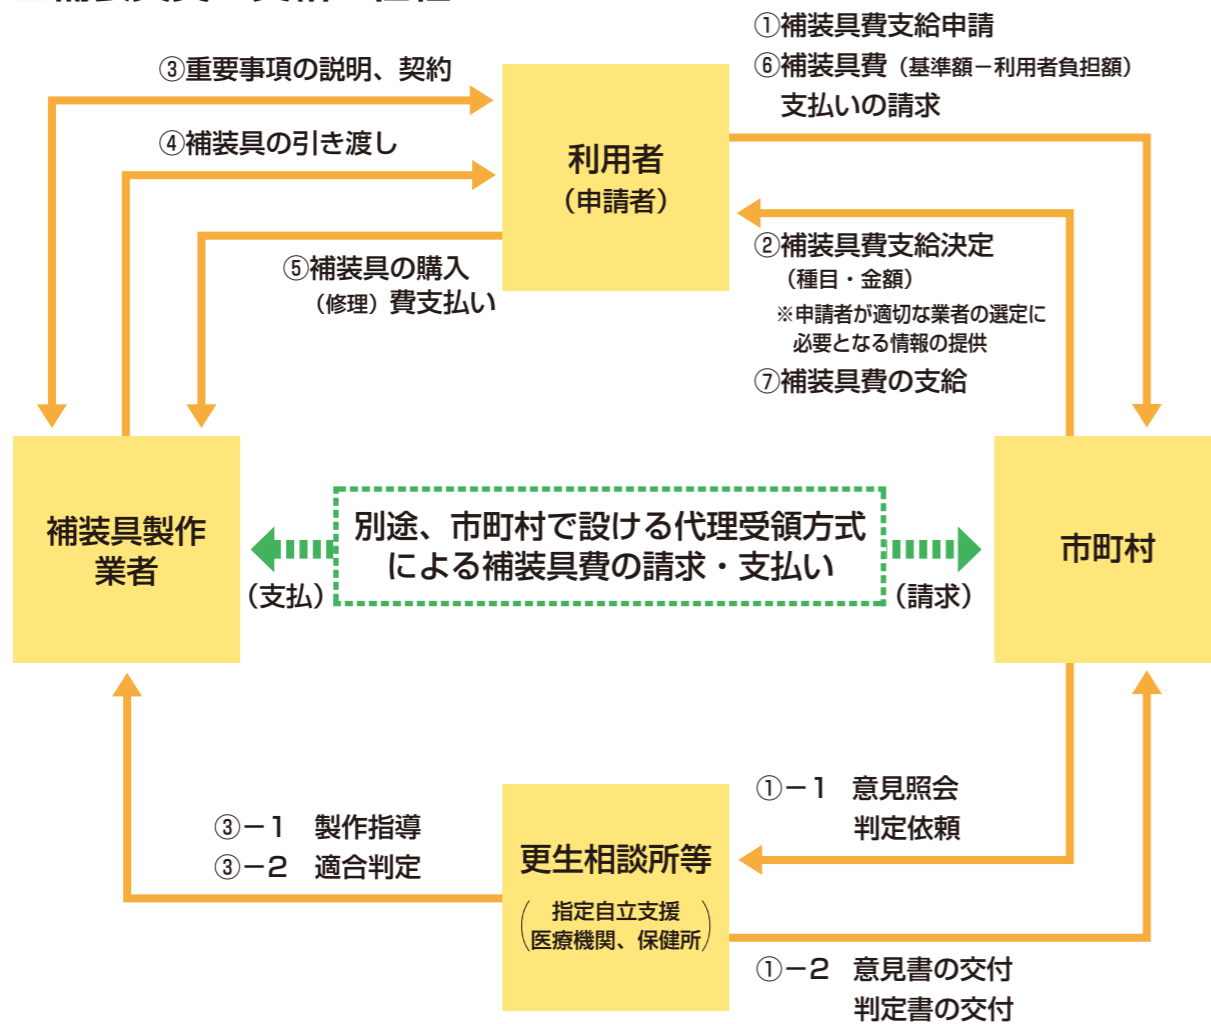 ①補装具費支給申請
⑥補装具費（基準額－利用者負担額）
支払いの請求
③重要事項の説明、契約
④補装具の引き渡し
利用者
（申請者）
②補装具費支給決定
（種目・金額）
※申請者が適切な業者の選定に
必要となる情報の提供
⑦補装具費の支給
⑤補装具の購入
（修理）費支払い
補装具製作
業者
別途、市町村で設ける代理受領方式
による補装具費の請求・支払い
（支払）
（請求）
市町村
①－1　意見照会
判定依頼
③－1　製作指導
③－2　適合判定
更生相談所等
（指定自立支援
医療機関、保健所）
①－2　意見書の交付
判定書の交付